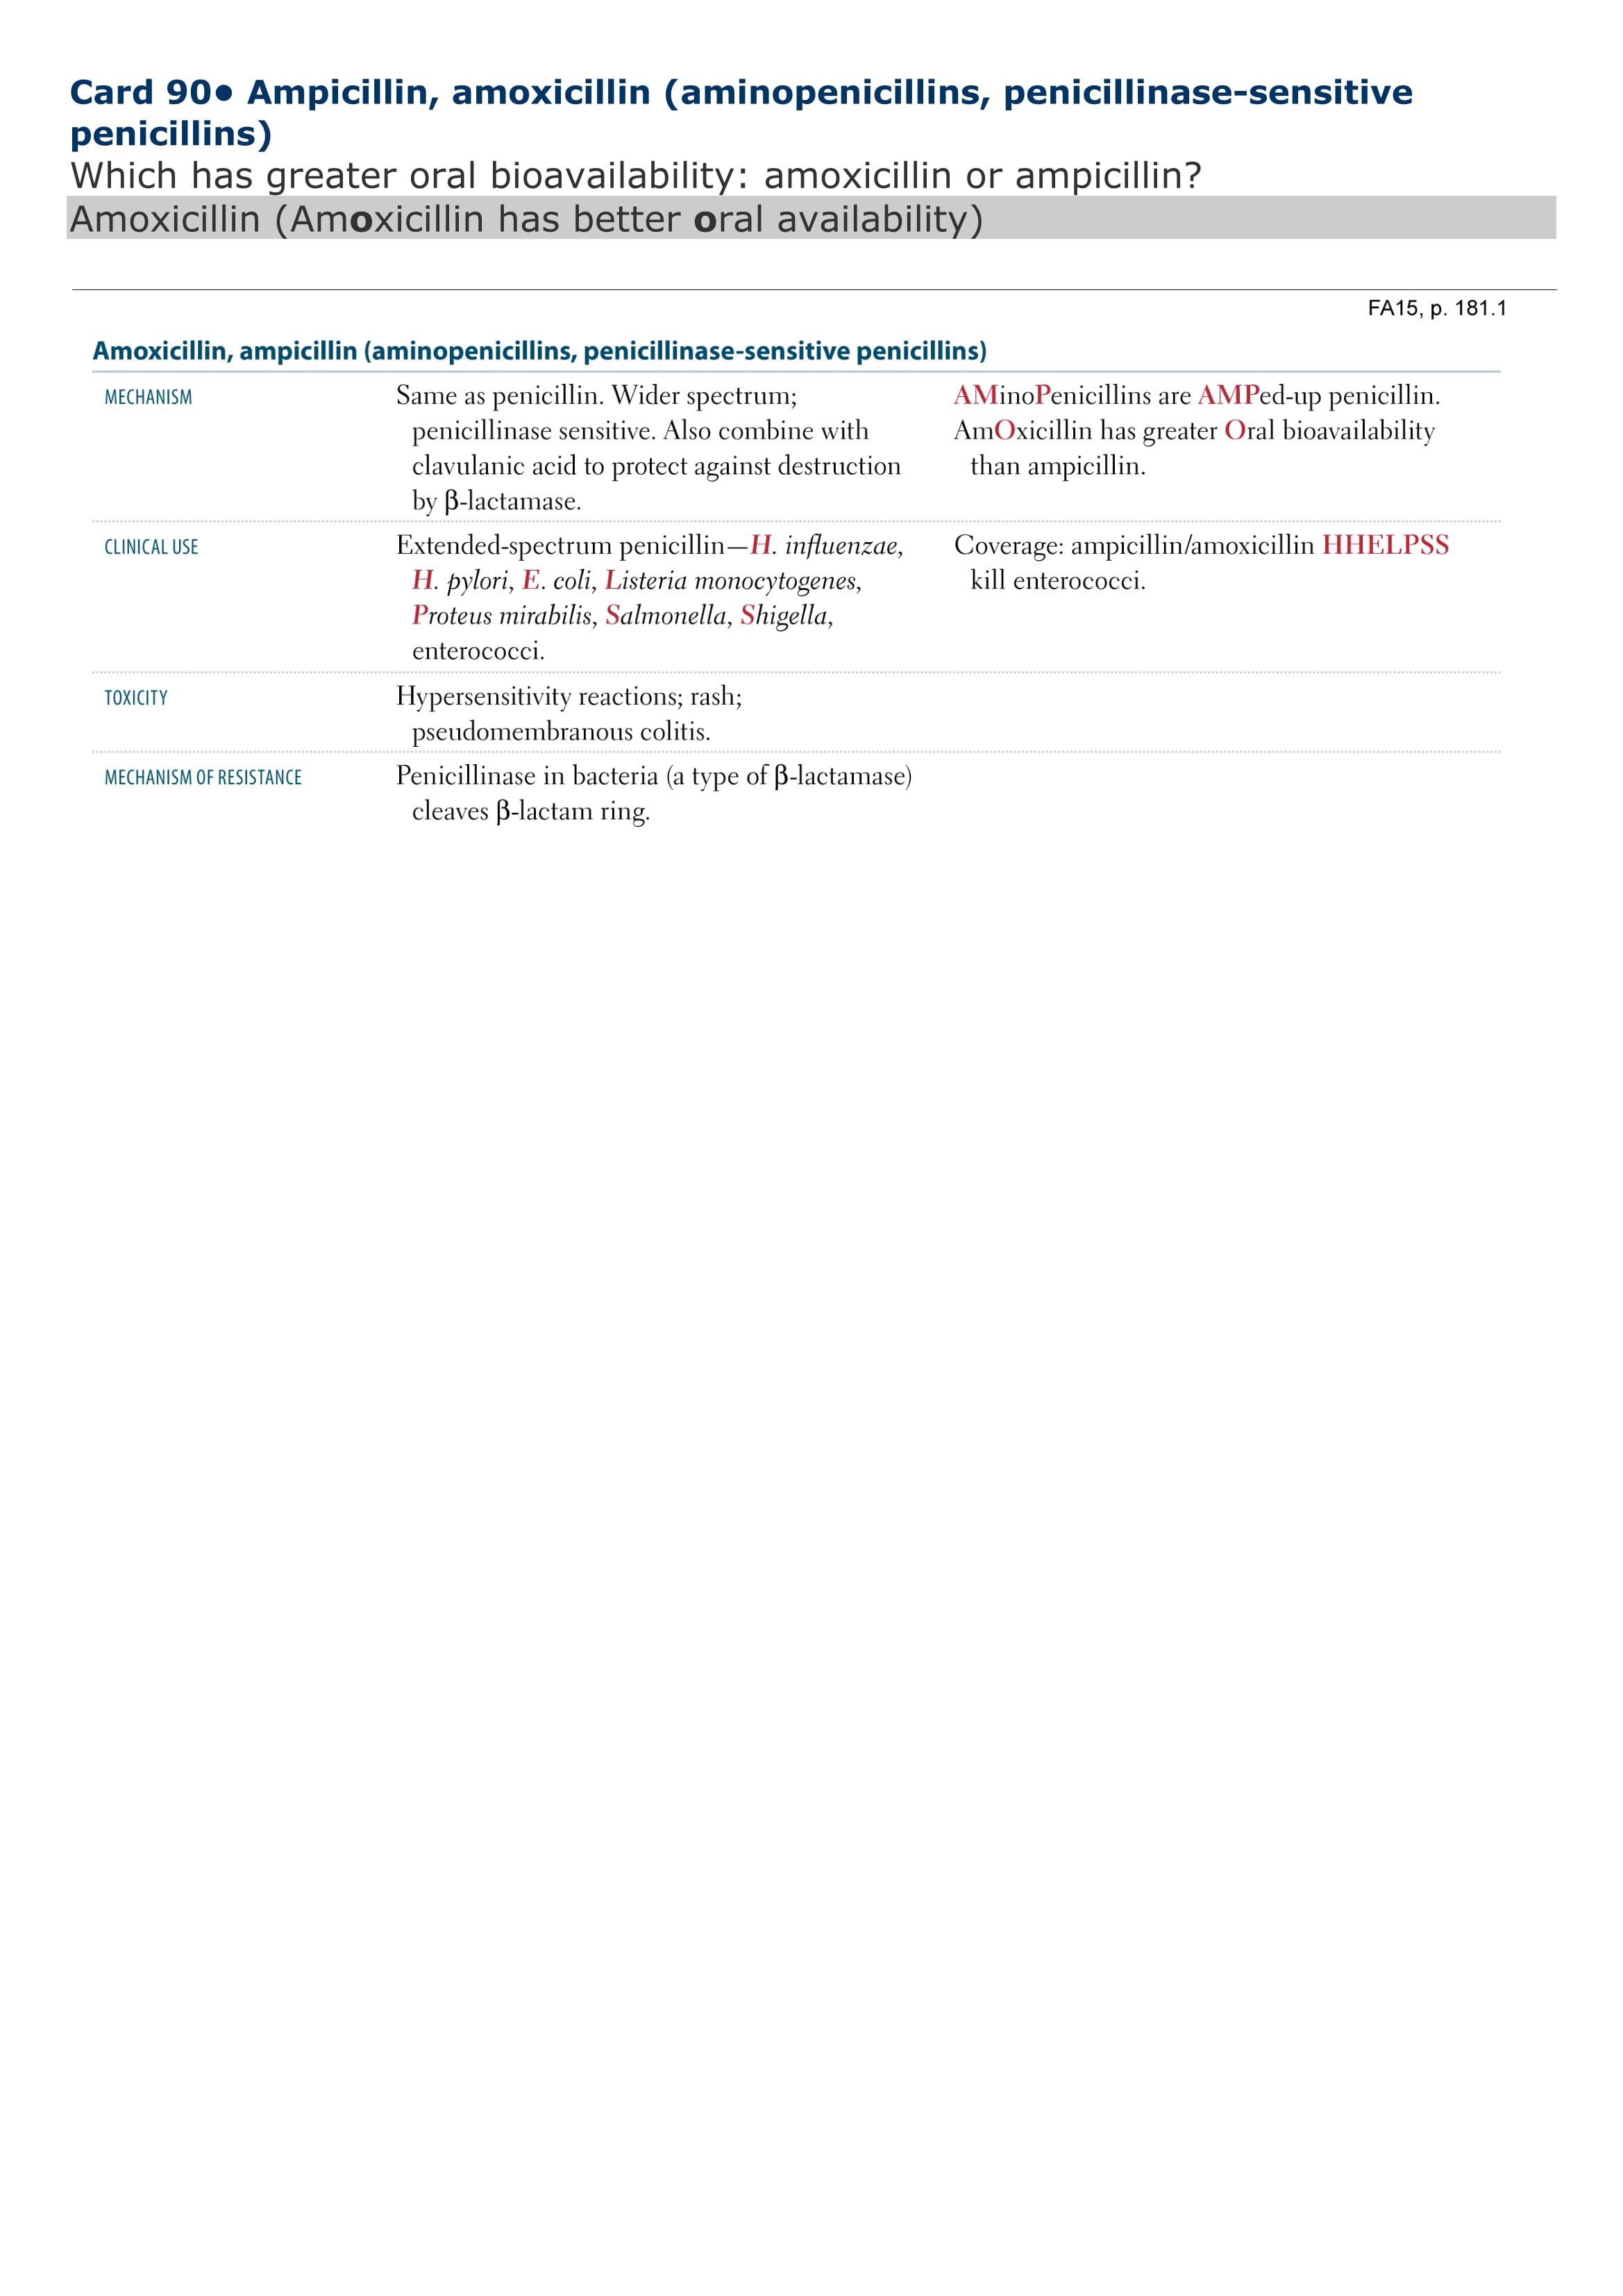 Card 90● Ampicillin, amoxicillin (aminopenicillins, penicillinase-sensitive
penicillins)
Which has greater oral bioavailability: amoxicillin or ampicillin?
Amoxicillin (Amoxicillin has better oral availability)
FA15, p. 181.1
Amoxicillin, ampicillin (aminopenicillins, penicillinase-sensitive penicillins)
MECHANISM
Same as penicillin. Wider spectrum;
penicillinase sensitive. Also combine with
clavulanic acid to protect against destruction
by β-lactamase.
AMinoPenicillins are AMPed-up penicillin.
AmOxicillin has greater Oral bioavailability
than ampicillin.
CLINICAL USE
Extended-spectrum penicillin—H. influenzae,
H. pylori, E. coli, Listeria monocytogenes,
Proteus mirabilis, Salmonella, Shigella,
enterococci.
Coverage: ampicillin/amoxicillin HHELPSS
kill enterococci.
TOXICITY
Hypersensitivity reactions; rash;
pseudomembranous colitis.
MECHANISM OF RESISTANCE
Penicillinase in bacteria (a type of β-lactamase)
cleaves β-lactam ring.